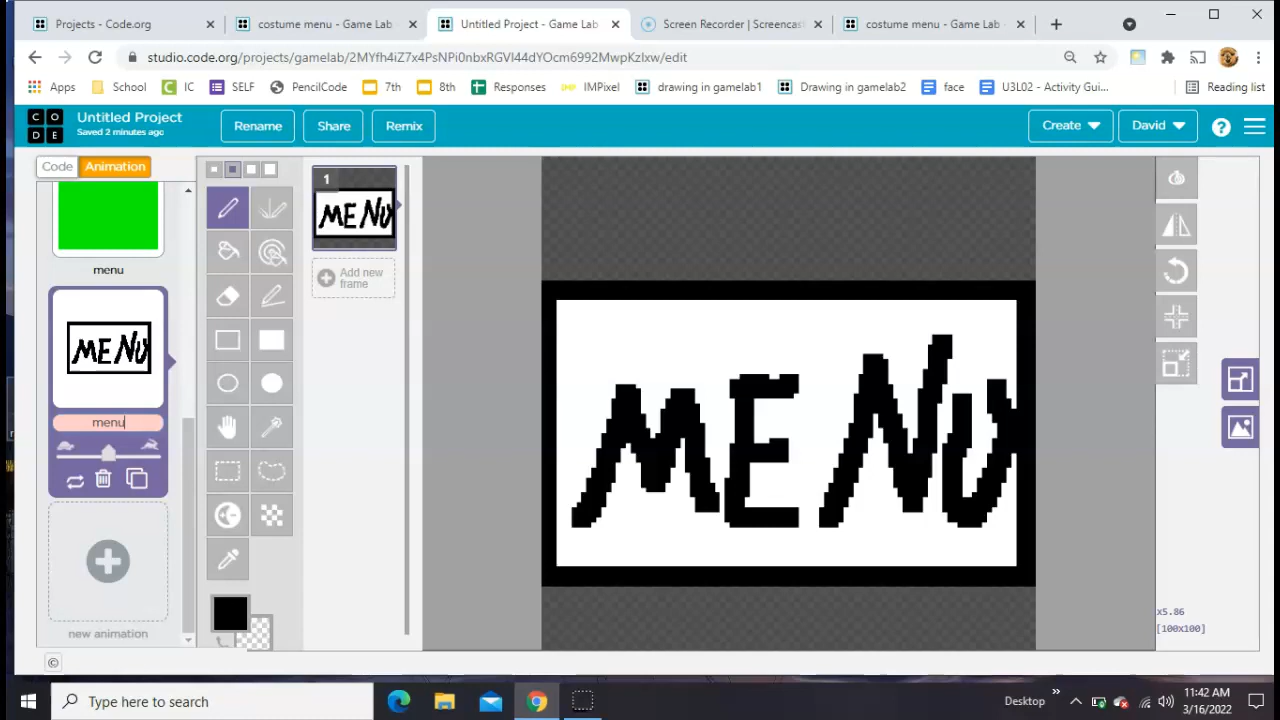 Projects - Code.org
costume menu - Game Lab
Untitled Projects - Game Lab
Screen Recorder | Screencas
costume menu - Game Lab
studio.code.org/projects/gamelab/2MYfh4iZ7x4PsNPi0nbxRGVI44dYOcm6992MwpKzlxw/edit
Apps School IC SELF PencilCode 7th 8th Responses IMPixel drawing in gamelab1 Drawing in gamelab2 face U3L02 - Activity Gui... Reading list
C O D E
Untitled Project
Saved 2 minutes ago
Rename Share Remix Create David ?
Code Animation
menu
MENU
menu
new animation
1
MENU
Add new
frame
MENU
x5.86
[100x100]
©
Type here to search
Desktop
11:42 AM
3/16/2022